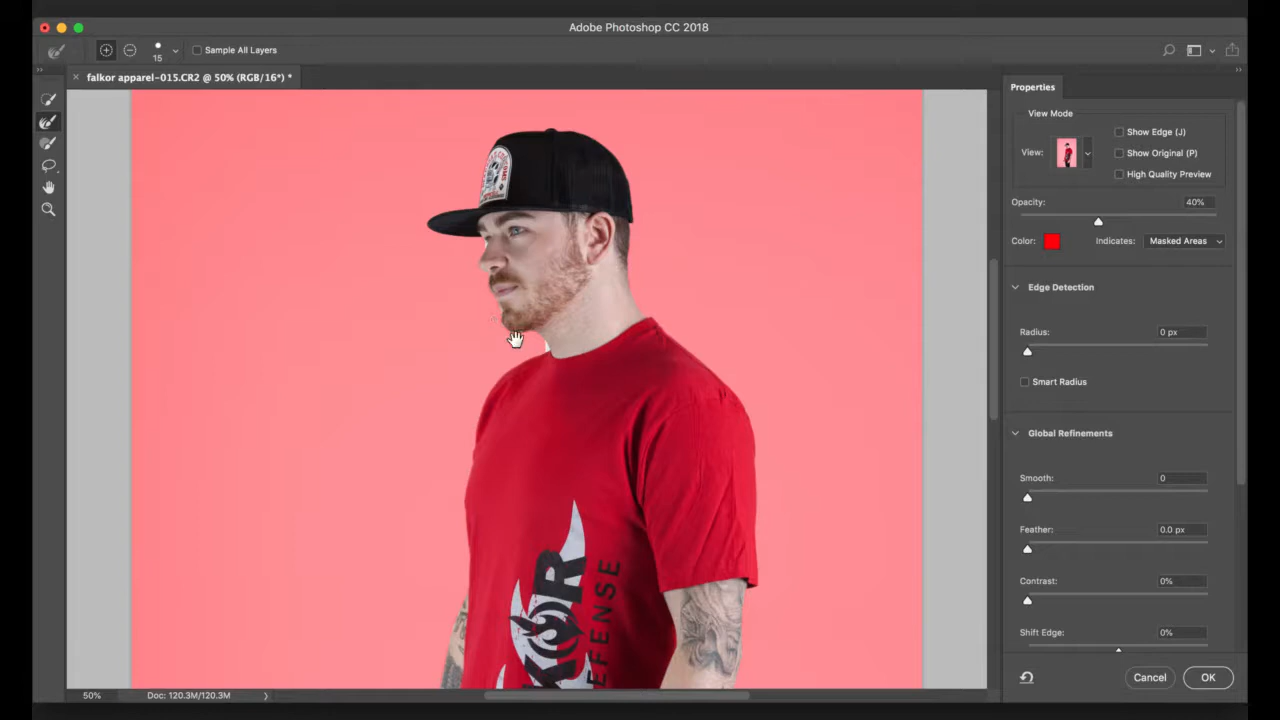 Adobe Photoshop CC 2018
15
Sample All Layers
falkor apparel-015.CR2 @ 50% (RGB/16*) *
Properties
View Mode
View:
Show Edge (J)
Show Original (P)
High Quality Preview
Opacity:
40%
Color:
Indicates:
Masked Areas
Edge Detection
Radius:
0 px
Smart Radius
Global Refinements
Smooth:
0
Feather:
0.0 px
Contrast:
0%
Shift Edge:
0%
Cancel
OK
50%
Doc: 120.3M/120.3M
KOR
EFENSE